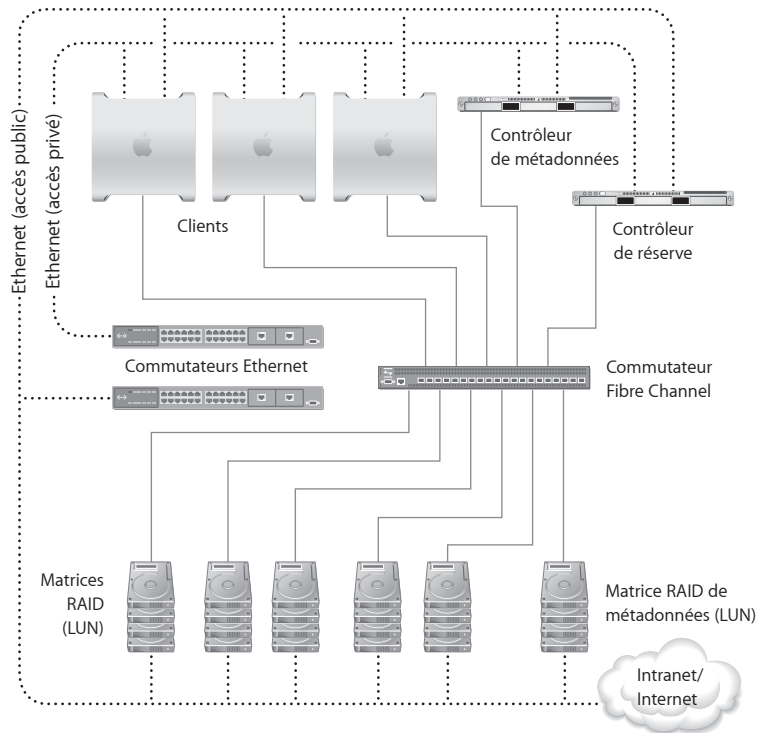 Ethernet (accès public)
Ethernet (accès privé)
Contrôleur
de métadonnées
Clients
Contrôleur
de réserve
Commutateurs Ethernet
Commutateur
Fibre Channel
Matrices
RAID
(LUN)
Matrice RAID de
métadonnées (LUN)
Intranet/
Internet